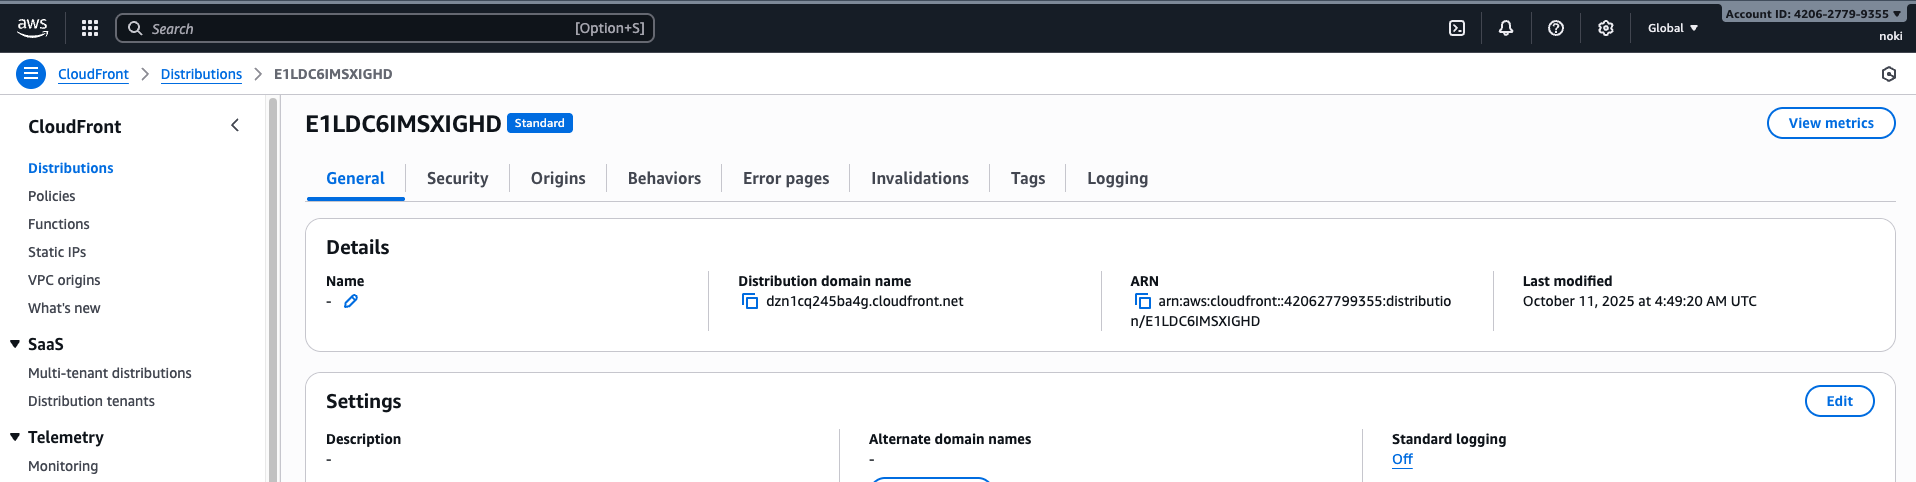 aws
Search
[Option+S]
Global
Account ID: 4206-2779-9355
noki
CloudFront
Distributions
E1LDC6IMSXIGHD
CloudFront
Distributions
Policies
Functions
Static IPs
VPC origins
What's new
SaaS
Multi-tenant distributions
Distribution tenants
Telemetry
Monitoring
E1LDC6IMSXIGHD
Standard
View metrics
General
Security
Origins
Behaviors
Error pages
Invalidations
Tags
Logging
Details
Name
-
Distribution domain name
dzn1cq245ba4g.cloudfront.net
ARN
arn:aws:cloudfront::420627799355:distributio
n/E1LDC6IMSXIGHD
Last modified
October 11, 2025 at 4:49:20 AM UTC
Settings
Edit
Description
-
Alternate domain names
-
Standard logging
Off